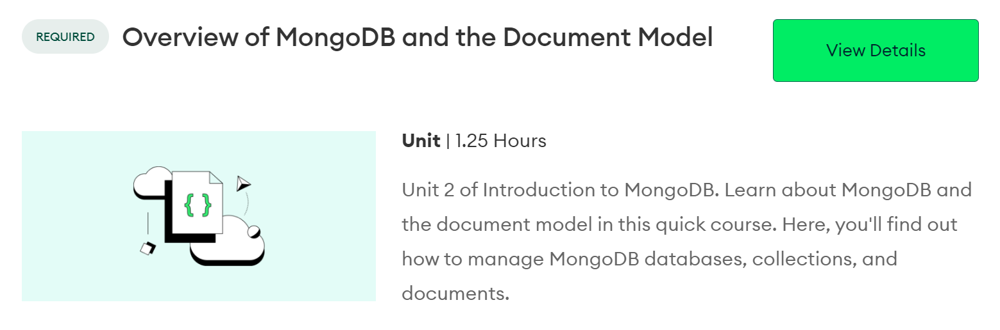 REQUIRED
Overview of MongoDB and the Document Model
View Details
Unit | 1.25 Hours
Unit 2 of Introduction to MongoDB. Learn about MongoDB and
the document model in this quick course. Here, you'll find out
how to manage MongoDB databases, collections, and
documents.
{ }